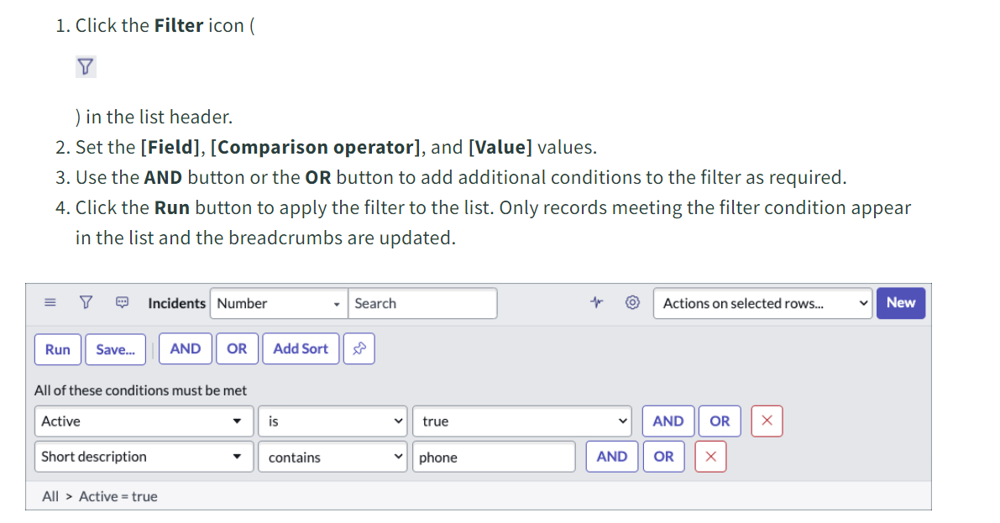 1. Click the Filter icon (
) in the list header.
2. Set the [Field], [Comparison operator], and [Value] values.
3. Use the AND button or the OR button to add additional conditions to the filter as required.
4. Click the Run button to apply the filter to the list. Only records meeting the filter condition appear
in the list and the breadcrumbs are updated.
Incidents Number Search Actions on selected rows... New
Run Save... AND OR Add Sort
All of these conditions must be met
Active is true AND OR
Short description contains phone AND OR
All > Active = true